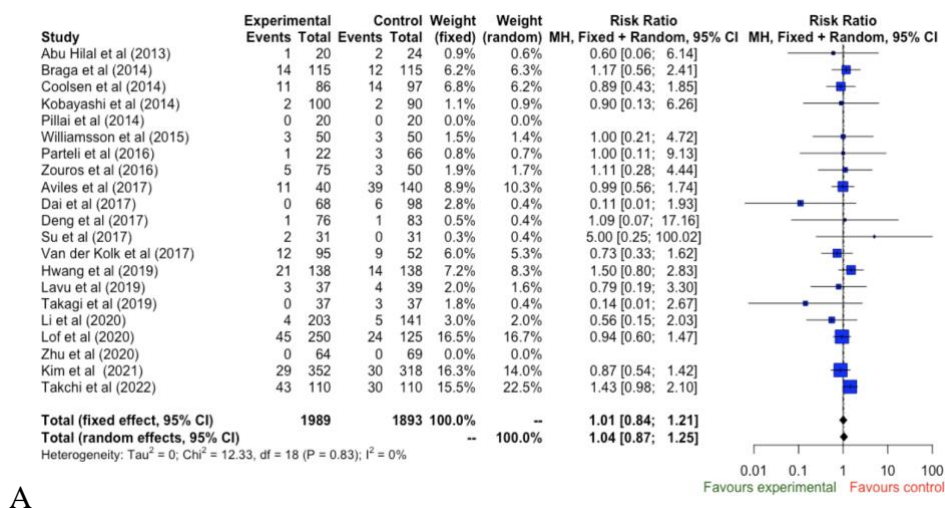 Experimental Control Weight Weight Risk Ratio Risk Ratio
Study Events Total Events Total (fixed) (random) MH, Fixed + Random, 95% CI MH, Fixed + Random, 95% CI
Abu Hilal et al (2013) 1 20 2 24 0.9% 0.6% 0.60 [0.06; 6.14]
Braga et al (2014) 14 115 12 115 6.2% 6.3% 1.17 [0.56; 2.41]
Coolsen et al (2014) 11 86 14 97 6.8% 6.2% 0.89 [0.43; 1.85]
Kobayashi et al (2014) 2 100 2 90 1.1% 0.9% 0.90 [0.13; 6.26]
Pillai et al (2014) 0 20 0 20 0.0% 0.0%
Williamsson et al (2015) 3 50 3 50 1.5% 1.4% 1.00 [0.21; 4.72]
Parteli et al (2016) 1 22 3 66 0.8% 0.7% 1.00 [0.11; 9.13]
Zouros et al (2016) 5 75 3 50 1.9% 1.7% 1.11 [0.28; 4.44]
Aviles et al (2017) 11 40 39 140 8.9% 10.3% 0.99 [0.56; 1.74]
Dai et al (2017) 0 68 6 98 2.8% 0.4% 0.11 [0.01; 1.93]
Deng et al (2017) 1 76 1 83 0.5% 0.4% 1.09 [0.07; 17.16]
Su et al (2017) 2 31 0 31 0.3% 0.4% 5.00 [0.25; 100.02]
Van der Kolk et al (2017) 12 95 9 52 6.0% 5.3% 0.73 [0.33; 1.62]
Hwang et al (2019) 21 138 14 138 7.2% 8.3% 1.50 [0.80; 2.83]
Lavu et al (2019) 3 37 4 39 2.0% 1.6% 0.79 [0.19; 3.30]
Takagi et al (2019) 0 37 3 37 1.8% 0.4% 0.14 [0.01; 2.67]
Li et al (2020) 4 203 5 141 3.0% 2.0% 0.56 [0.15; 2.03]
Lof et al (2020) 45 250 24 125 16.5% 16.7% 0.94 [0.60; 1.47]
Zhu et al (2020) 0 64 0 69 0.0% 0.0%
Kim et al (2021) 29 352 30 318 16.3% 14.0% 0.87 [0.54; 1.42]
Takchi et al (2022) 43 110 30 110 15.5% 22.5% 1.43 [0.98; 2.10]
Total (fixed effect, 95% CI) 1989 1893 100.0% -- 1.01 [0.84; 1.21]
Total (random effects, 95% CI) -- 100.0% 1.04 [0.87; 1.25]
Heterogeneity: Tau² = 0; Chi² = 12.33, df = 18 (P = 0.83); I² = 0%
0.01 0.1 1 10 100
Favours experimental Favours control
A